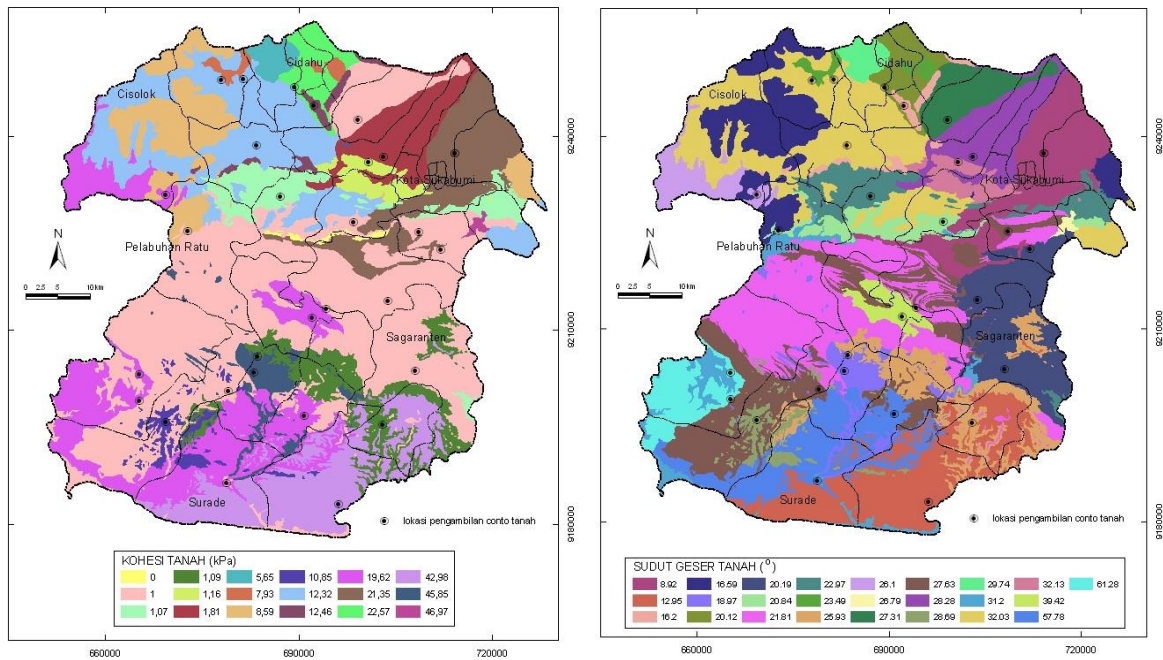 Cidahu
Cisolok
Kota Sukabumi
Pelabuhan Ratu
N
0 2.5 5 10 km
Sagaranten
Surade
lokasi pengambilan conto tanah
KOHESI TANAH (kPa)
0 1,09 5,65 10,85 19,62 42,98
1 1,16 7,93 12,32 21,35 45,85
1,07 1,81 8,59 12,46 22,57 46,97
9240000
9210000
9180000
660000 690000 720000
Cidahu
Cisolok
Kota Sukabumi
Pelabuhan Ratu
N
0 2.5 5 10 km
Sagaranten
Surade
lokasi pengambilan conto tanah
SUDUT GESER TANAH (°)
8.92 16.59 20.19 22.97 26.1 27.63 29.74 32.13 61.28
12.95 18.97 20.84 23.49 26.79 28.28 31.2 39.42
16.2 20.12 21.81 25.93 27.31 28.69 32.03 57.78
9240000
9210000
9180000
660000 690000 720000